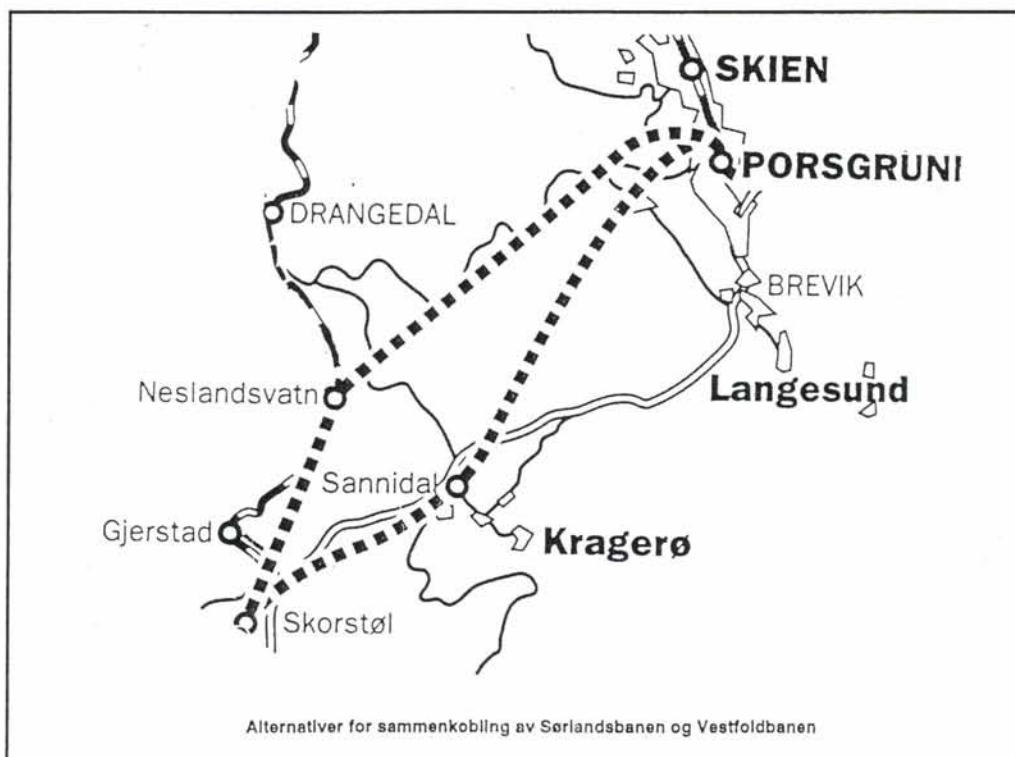 SKIEN
PORSGRUNI
DRANGEDAL
BREVIK
Neslandsvatn
Langesund
Sannidal
Gjerstad
Kragerø
Skorstøl
Alternativer for sammenkobling av Sørlandsbanen og Vestfoldbanen